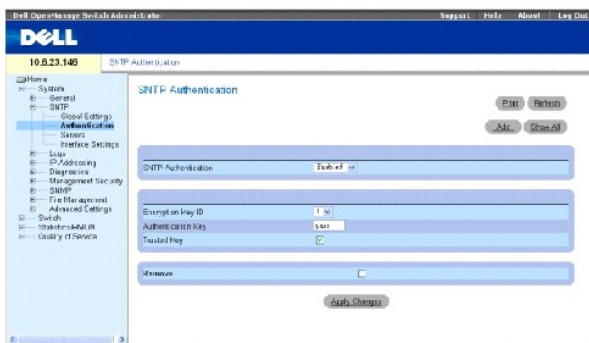 Dell OpenManage Switch Administrator
Support Help About Log Out
DELL
10.6.23.146
SNTP Authentication
Home
System
General
SNTP
Global Settings
Authentication
Servers
Interface Settings
Logs
IP Addressing
Diagnostics
Management Security
SNMP
File Management
Advanced Settings
Switch
Statistics/RMON
Quality of Service
SNTP Authentication
Print Refresh
Add Show All
SNTP Authentication Enabled
Encryption Key ID 1
Authentication Key
Trusted Key
Remove
Apply Changes